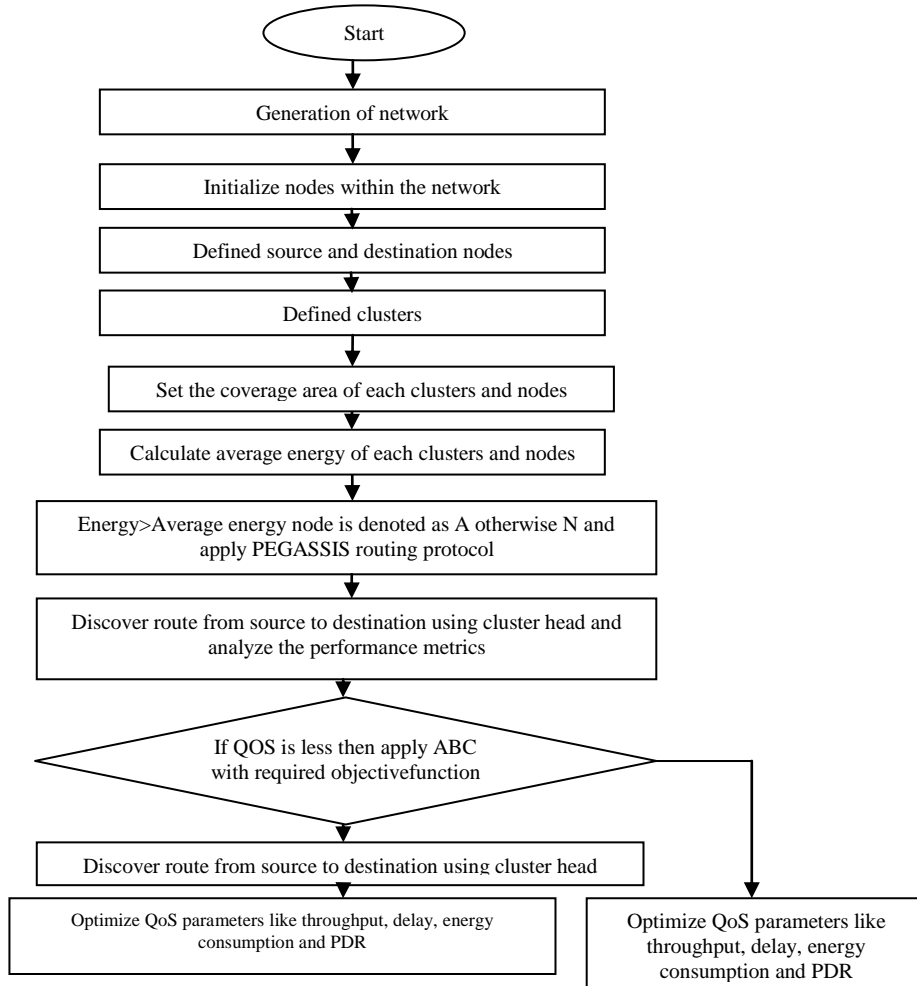 Start
Generation of network
Initialize nodes within the network
Defined source and destination nodes
Defined clusters
Set the coverage area of each clusters and nodes
Calculate average energy of each clusters and nodes
Energy>Average energy node is denoted as A otherwise N and
apply PEGASSIS routing protocol
Discover route from source to destination using cluster head and
analyze the performance metrics
If QOS is less then apply ABC
with required objectivefunction
Discover route from source to destination using cluster head
Optimize QoS parameters like throughput, delay, energy
consumption and PDR
Optimize QoS parameters like
throughput, delay, energy
consumption and PDR